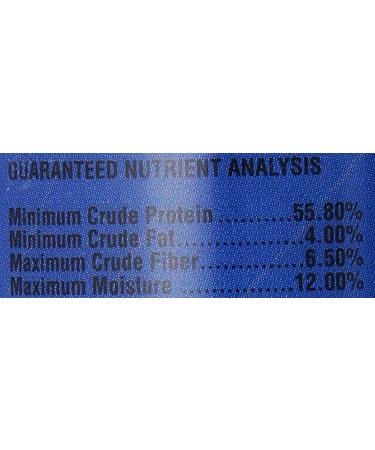 GUARANTEED NUTRIENT ANALYSIS
Minimum Crude Protein..............55.80%
Minimum Crude Fat....................4.00%
Maximum Crude Fiber................6.50%
Maximum Moisture ..................12.00%